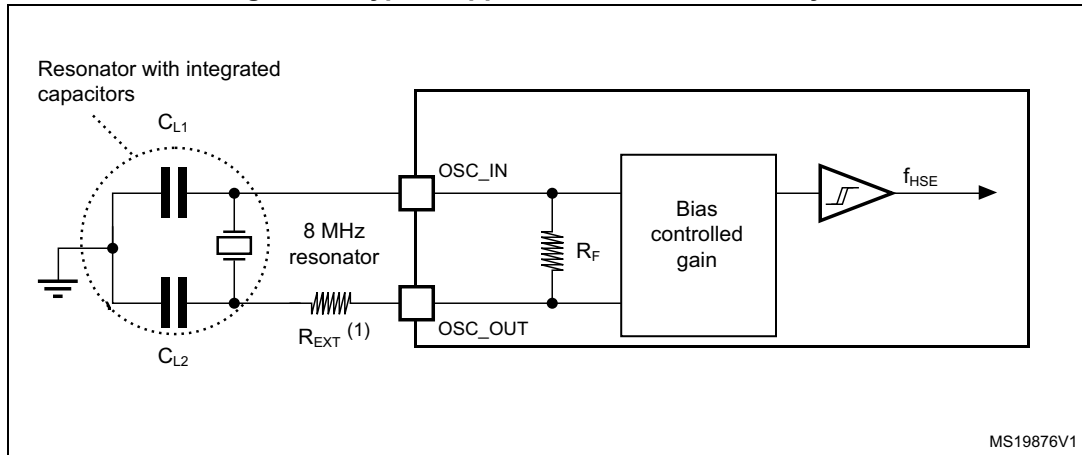 Resonator with integrated
capacitors
C_L1
OSC_IN
f_HSE
8 MHz
resonator
R_F
Bias
controlled
gain
R_EXT (1)
OSC_OUT
C_L2
MS19876V1